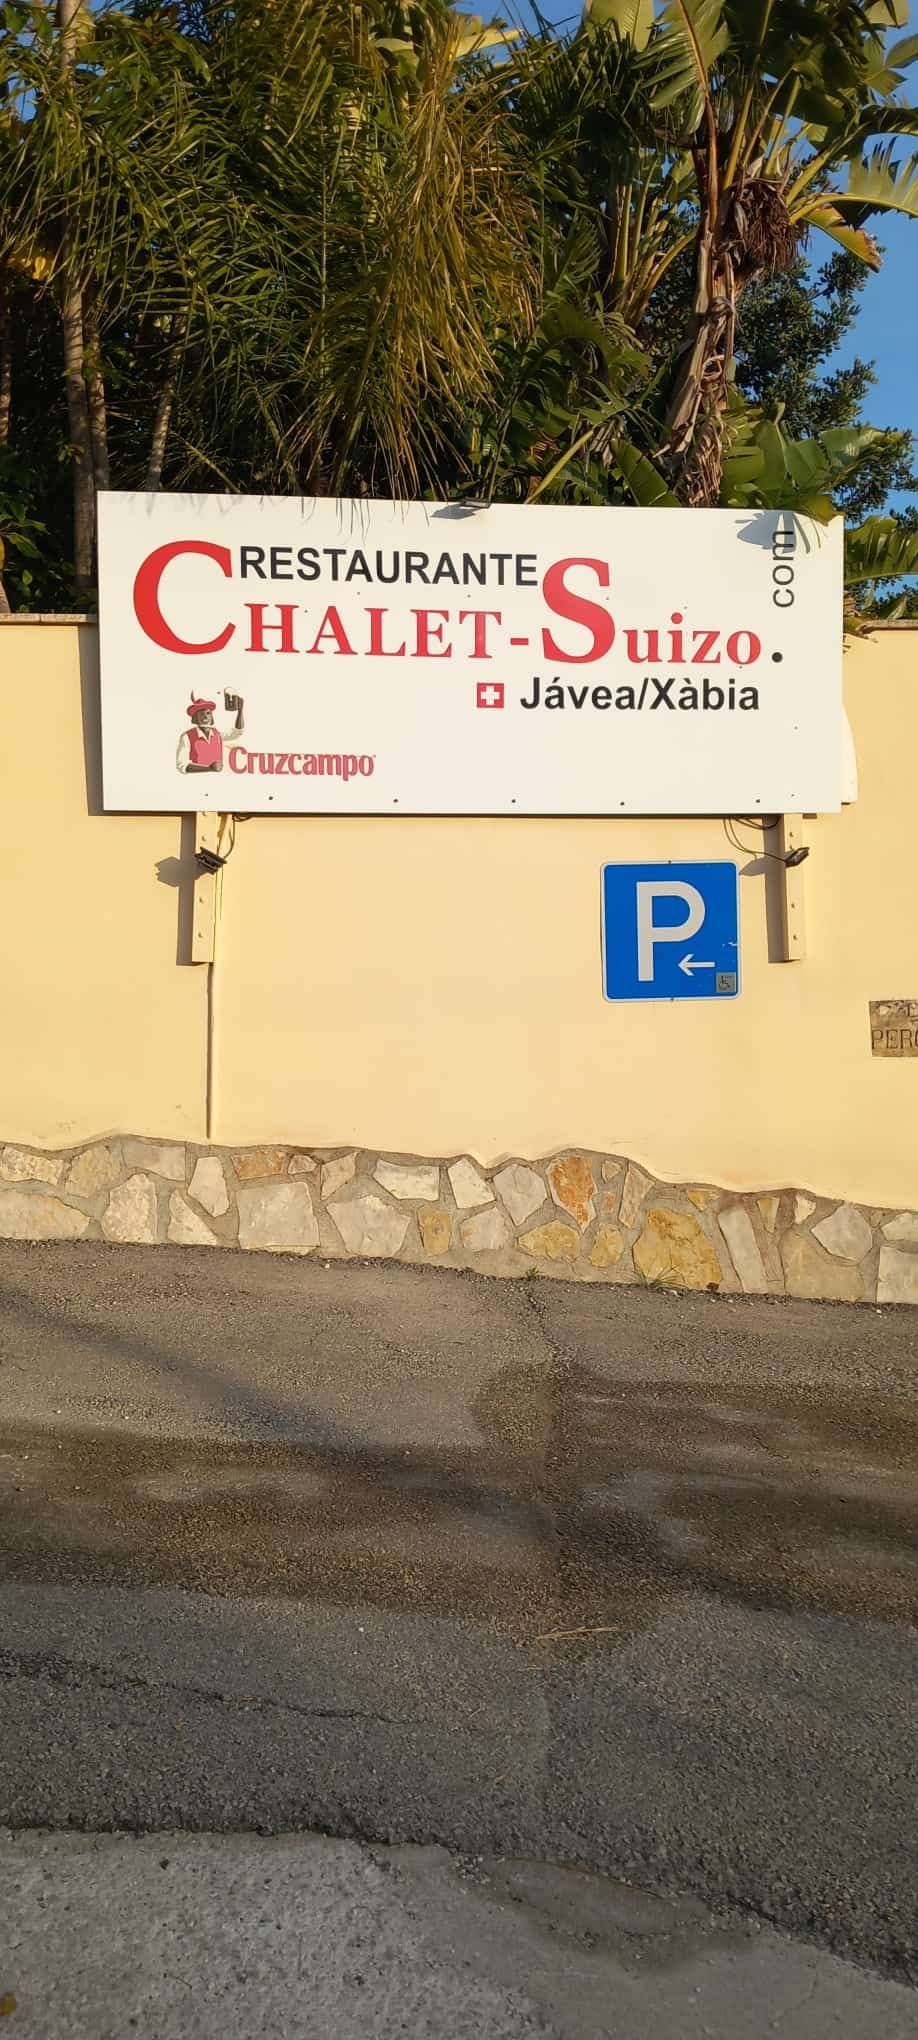 RESTAURANTE
CHALET-Suizo.com
Jávea/Xàbia
Cruzcampo
P